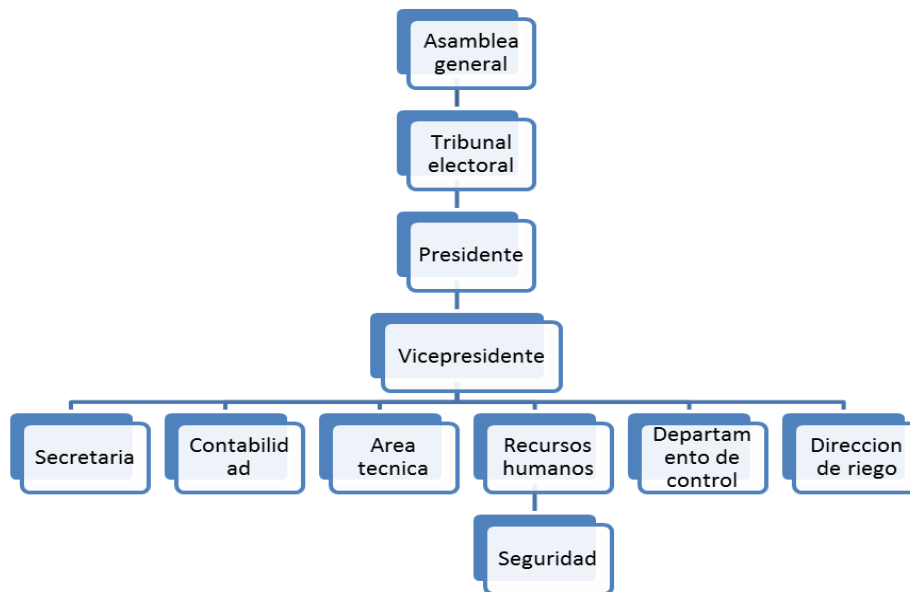 Asamblea
general
Tribunal
electoral
Presidente
Vicepresidente
Secretaria
Contabilid
ad
Area
tecnica
Recursos
humanos
Departam
ento de
control
Direccion
de riego
Seguridad